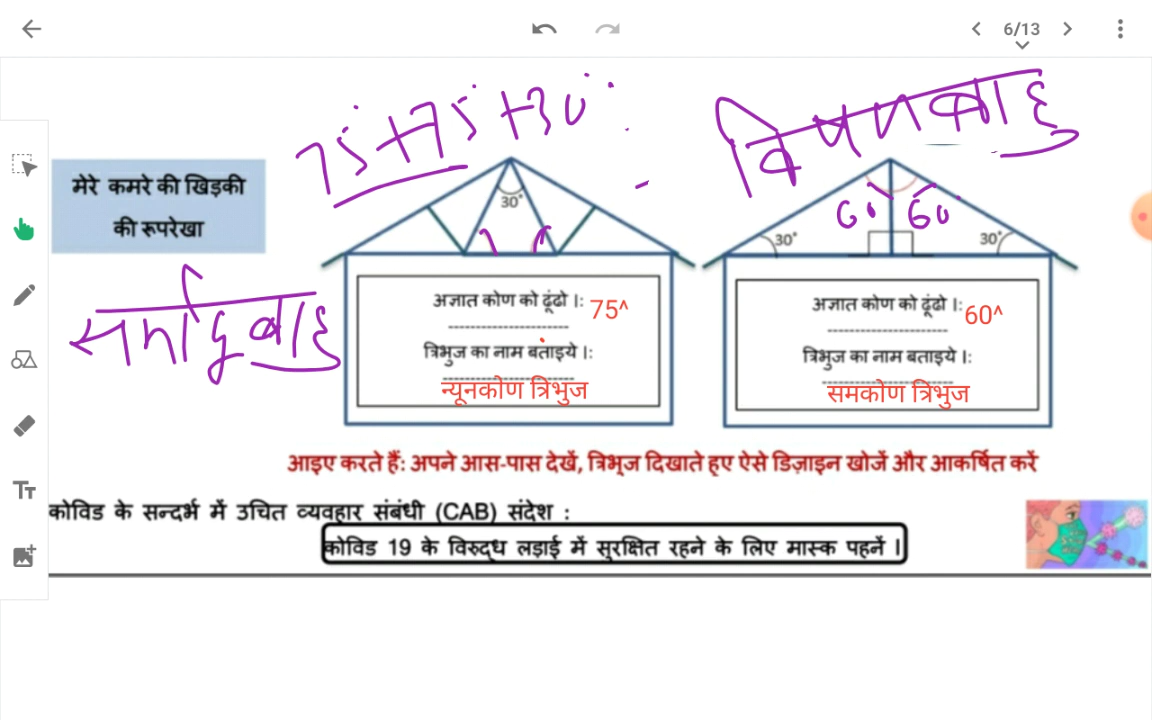 6/13
75°+75°+30°:
विषमबाहु
मेरे कमरे की खिड़की
की रूपरेखा
30°
60° 60°
30° 30°
समद्विबाहु
अज्ञात कोण को ढूंढो ।: 75^
त्रिभुज का नाम बताइये ।:
न्यूनकोण त्रिभुज
अज्ञात कोण को ढूंढो ।: 60^
त्रिभुज का नाम बताइये ।:
समकोण त्रिभुज
आइए करते हैं: अपने आस-पास देखें, त्रिभुज दिखाते हुए ऐसे डिज़ाइन खोजें और आकर्षित करें
कोविड के सन्दर्भ में उचित व्यवहार संबंधी (CAB) संदेश :
कोविड 19 के विरुद्ध लड़ाई में सुरक्षित रहने के लिए मास्क पहनें ।
Tт